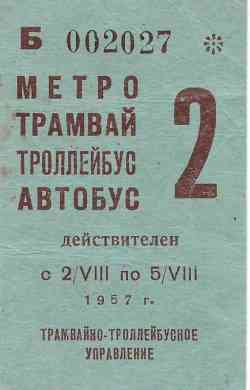 Б 002027 *
МЕТРО
ТРАМВАЙ
ТРОЛЛЕЙБУС
АВТОБУС
2
действителен
с 2/VIII по 5/VIII
1957 г.
ТРАМВАЙНО-ТРОЛЛЕЙБУСНОЕ
УПРАВЛЕНИЕ